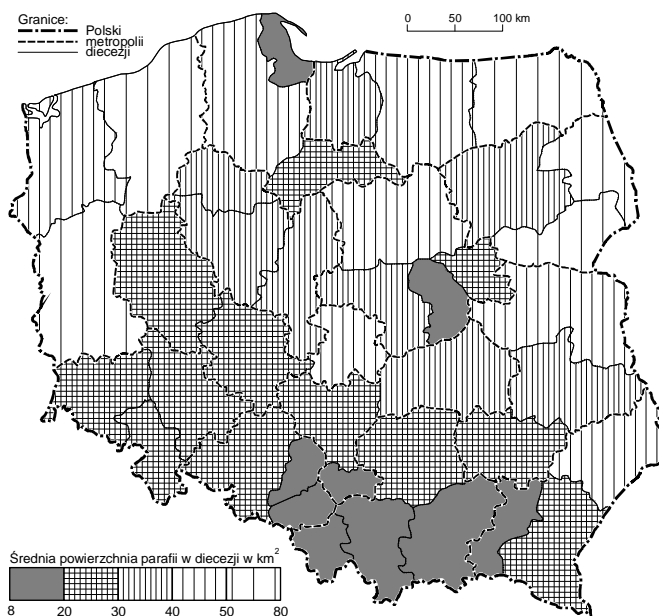 Granice:
Polski
metropolii
diecezji
0 50 100 km
Średnia powierzchnia parafii w diecezji w km²
8 20 30 40 50 80